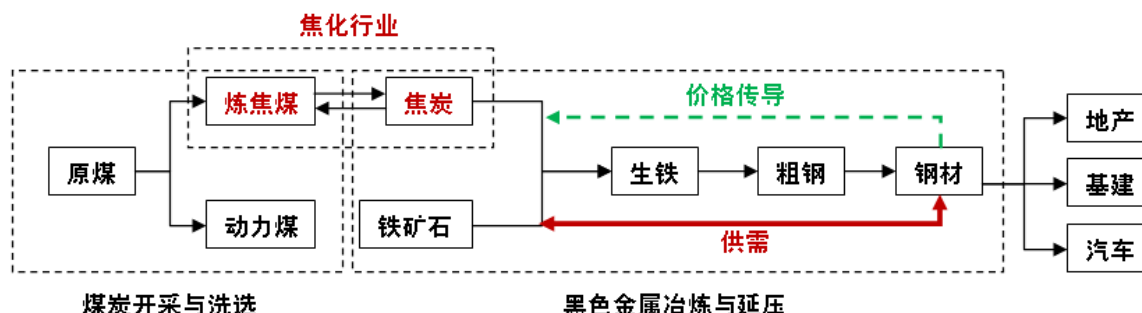 焦化行业
炼焦煤
焦炭
价格传导
地产
原煤
生铁
粗钢
钢材
基建
动力煤
铁矿石
供需
汽车
煤炭开采与洗选
黑色金属冶炼与延压